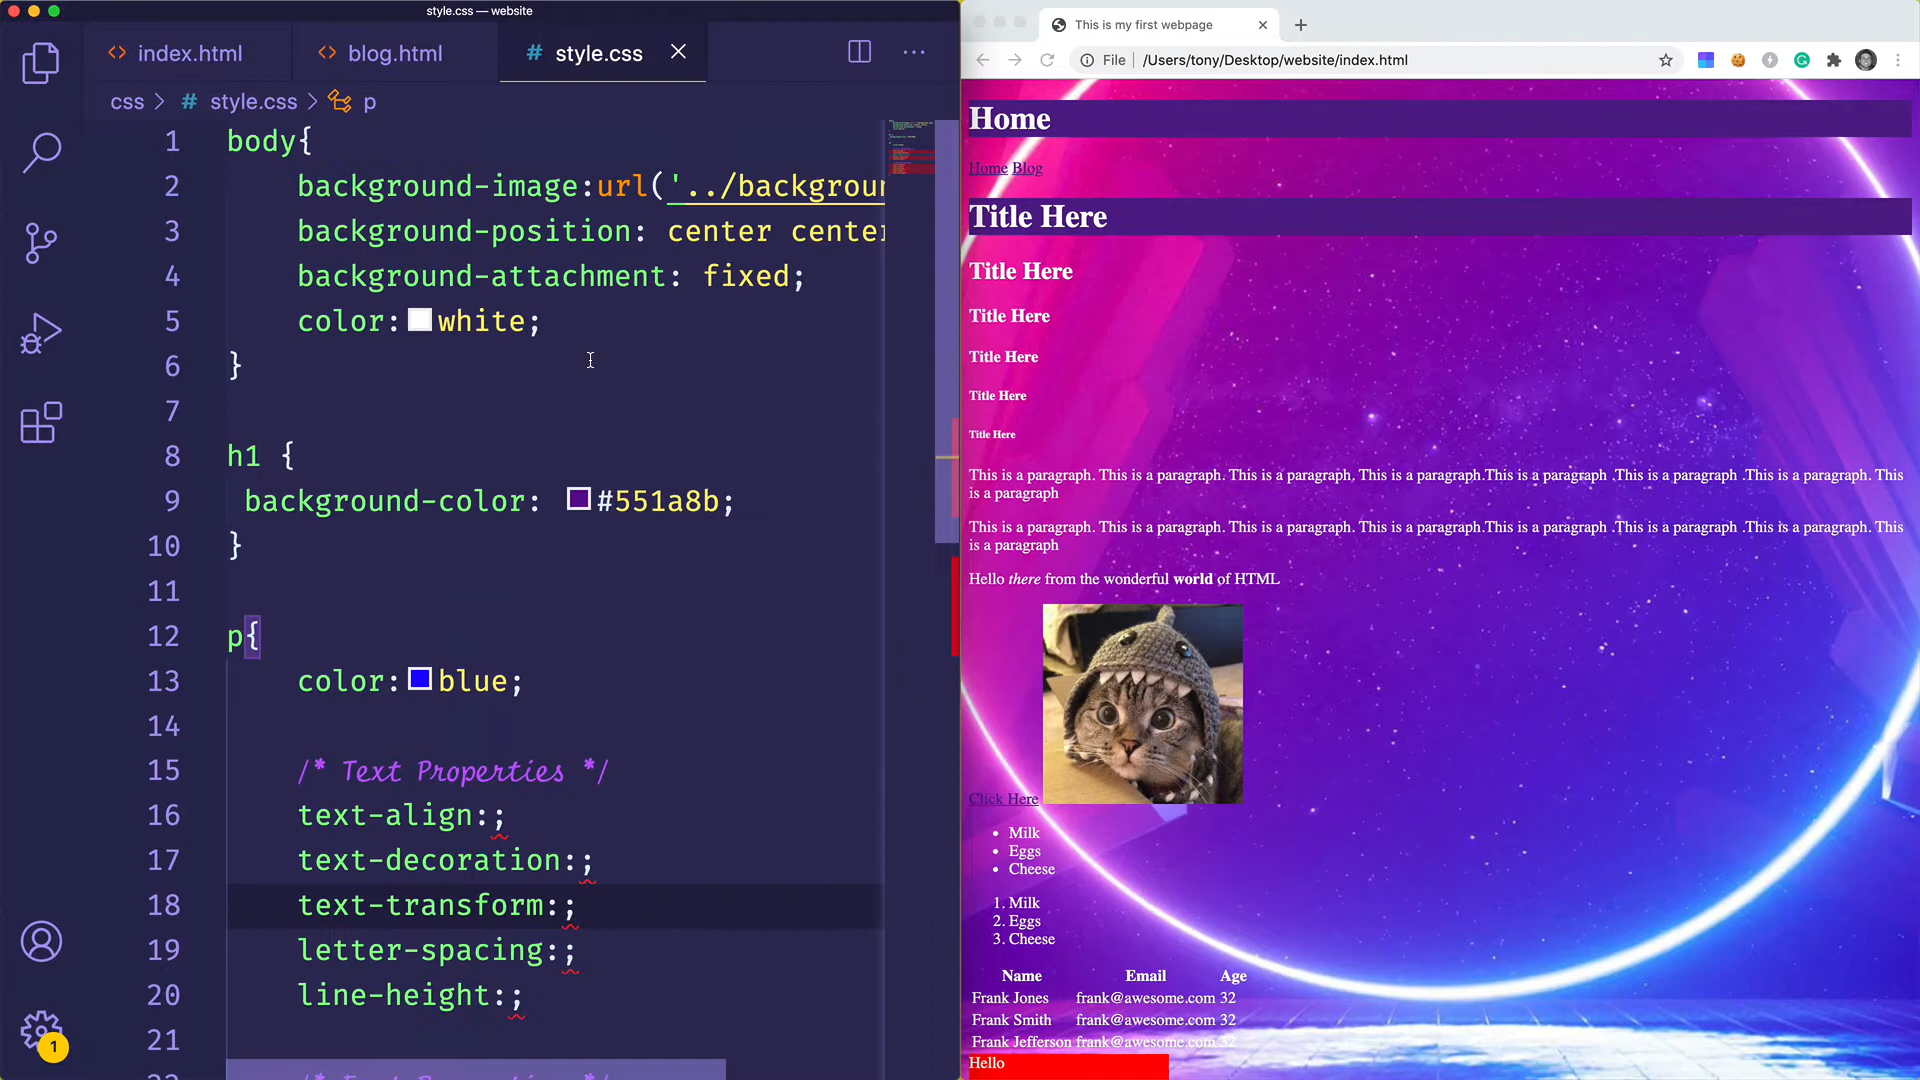 style.css — website
index.html
blog.html
# style.css
css > # style.css > p
1 body{
2 background-image:url('../backgroun
3 background-position: center center
4 background-attachment: fixed;
5 color: white;
6 }
7
8 h1 {
9 background-color: #551a8b;
10 }
11
12 p{
13 color: blue;
14
15 /* Text Properties */
16 text-align:;
17 text-decoration:;
18 text-transform:;
19 letter-spacing:;
20 line-height:;
21
1
This is my first webpage
File /Users/tony/Desktop/website/index.html
Home
Home Blog
Title Here
Title Here
Title Here
Title Here
Title Here
Title Here
This is a paragraph. This is a paragraph. This is a paragraph. This is a paragraph.This is a paragraph .This is a paragraph .This is a paragraph. This
is a paragraph
This is a paragraph. This is a paragraph. This is a paragraph. This is a paragraph.This is a paragraph .This is a paragraph .This is a paragraph. This
is a paragraph
Hello there from the wonderful world of HTML
Click Here
• Milk
• Eggs
• Cheese
1. Milk
2. Eggs
3. Cheese
Name Email Age
Frank Jones frank@awesome.com 32
Frank Smith frank@awesome.com 32
Frank Jefferson frank@awesome.com 32
Hello